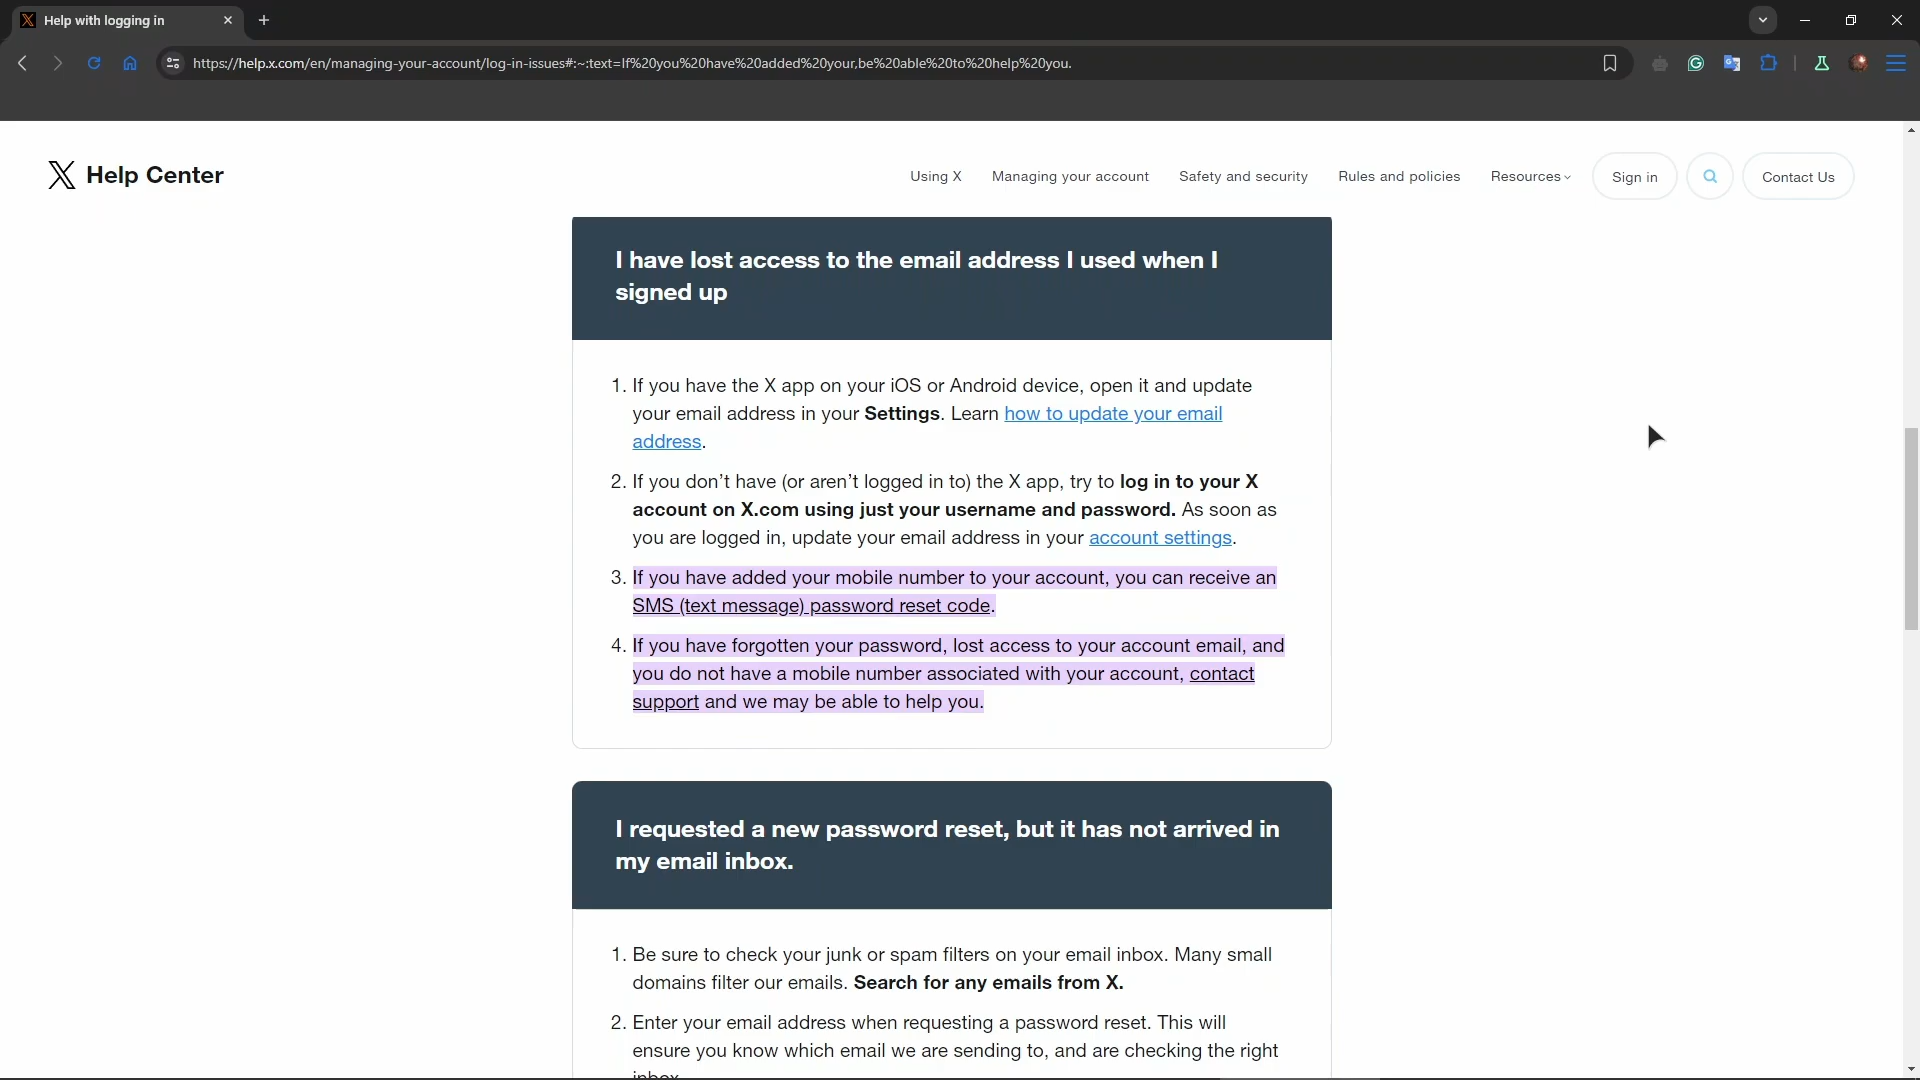 Help with logging in
https://help.x.com/en/managing-your-account/log-in-issues#:~:text=If%20you%20have%20added%20your,be%20able%20to%20help%20you.
X Help Center
Using X
Managing your account
Safety and security
Rules and policies
Resources
Sign in
Contact Us
I have lost access to the email address I used when I
signed up
1. If you have the X app on your iOS or Android device, open it and update
your email address in your Settings. Learn how to update your email
address.
2. If you don’t have (or aren’t logged in to) the X app, try to log in to your X
account on X.com using just your username and password. As soon as
you are logged in, update your email address in your account settings.
3. If you have added your mobile number to your account, you can receive an
SMS (text message) password reset code.
4. If you have forgotten your password, lost access to your account email, and
you do not have a mobile number associated with your account, contact
support and we may be able to help you.
I requested a new password reset, but it has not arrived in
my email inbox.
1. Be sure to check your junk or spam filters on your email inbox. Many small
domains filter our emails. Search for any emails from X.
2. Enter your email address when requesting a password reset. This will
ensure you know which email we are sending to, and are checking the right
inbox